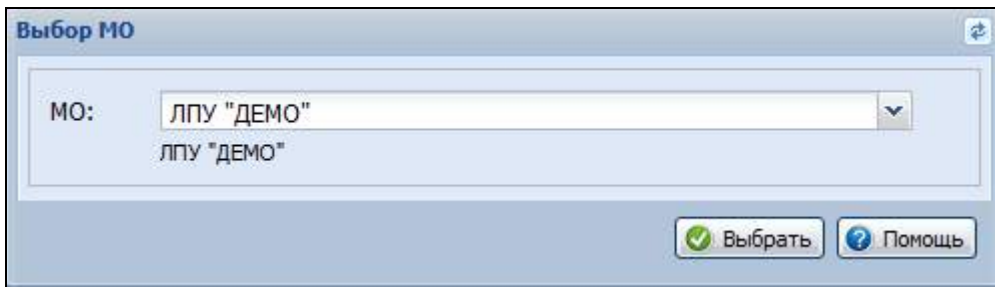 Выбор МО
МО: ЛПУ "ДЕМО"
ЛПУ "ДЕМО"
Выбрать Помощь